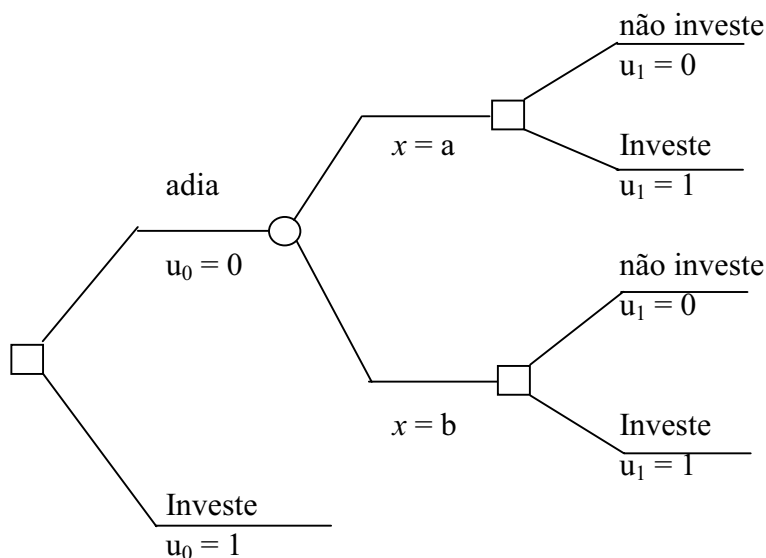 não investe
u₁ = 0
x = a
Investe
u₁ = 1
adia
u₀ = 0
não investe
u₁ = 0
x = b
Investe
u₁ = 1
Investe
u₀ = 1